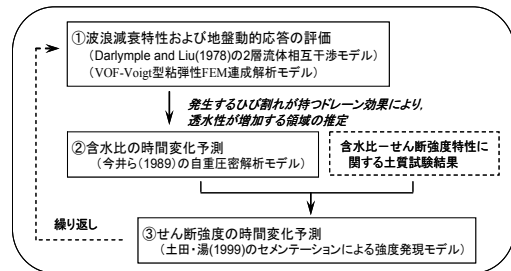 ①波浪減衰特性および地盤動的応答の評価
(Darlymple and Liu(1978)の2層流体相互干渉モデル)
(VOF-Voigt型粘弾性FEM連成解析モデル)
発生するひび割れが持つドレーン効果により,
透水性が増加する領域の推定
②含水比の時間変化予測
(今井ら(1989)の自重圧密解析モデル)
含水比ーせん断強度特性に
関する土質試験結果
繰り返し
③せん断強度の時間変化予測
(土田・湯(1999)のセメンテーションによる強度発現モデル)